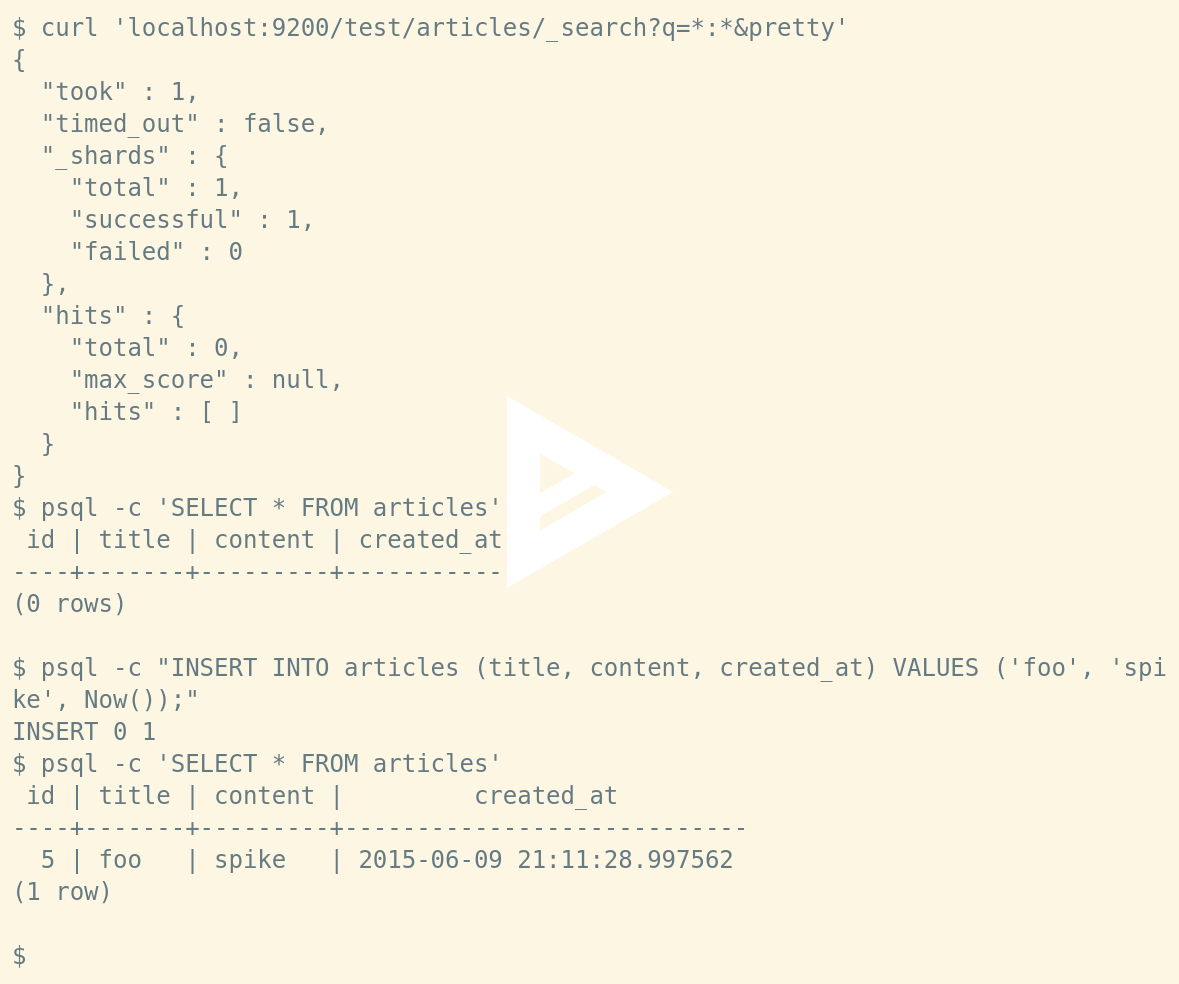 $ curl 'localhost:9200/test/articles/_search?q=*:*&pretty'
{
  "took" : 1,
  "timed_out" : false,
  "_shards" : {
    "total" : 1,
    "successful" : 1,
    "failed" : 0
  },
  "hits" : {
    "total" : 0,
    "max_score" : null,
    "hits" : [ ]
  }
}
$ psql -c 'SELECT * FROM articles'
 id | title | content | created_at
----+-------+---------+-----------
(0 rows)

$ psql -c "INSERT INTO articles (title, content, created_at) VALUES ('foo', 'spi
ke', Now());"
INSERT 0 1
$ psql -c 'SELECT * FROM articles'
 id | title | content |         created_at
----+-------+---------+----------------------------
  5 | foo   | spike   | 2015-06-09 21:11:28.997562
(1 row)

$